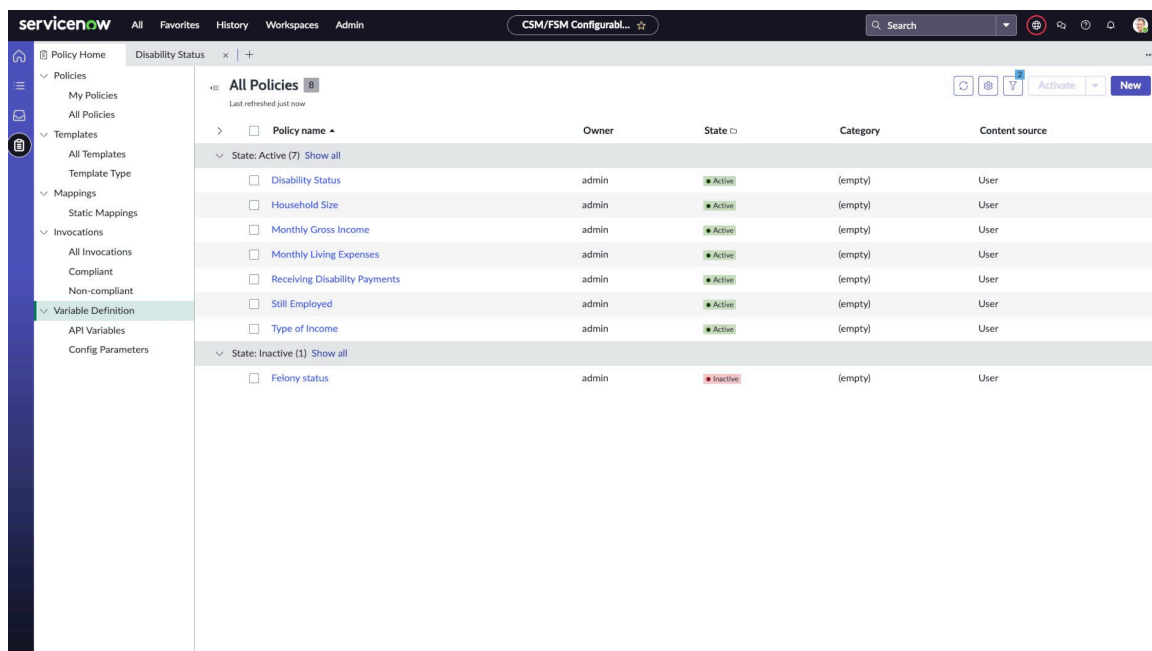 servicenow All Favorites History Workspaces Admin CSM/FSM Configurabl... Search
Policy Home Disability Status
Policies
My Policies
All Policies
Templates
All Templates
Template Type
Mappings
Static Mappings
Invocations
All Invocations
Compliant
Non-compliant
Variable Definition
API Variables
Config Parameters
All Policies 8
Last refreshed just now
2
Activate
New
Policy name Owner State Category Content source
State: Active (7) Show all
Disability Status admin Active (empty) User
Household Size admin Active (empty) User
Monthly Gross Income admin Active (empty) User
Monthly Living Expenses admin Active (empty) User
Receiving Disability Payments admin Active (empty) User
Still Employed admin Active (empty) User
Type of Income admin Active (empty) User
State: Inactive (1) Show all
Felony status admin Inactive (empty) User